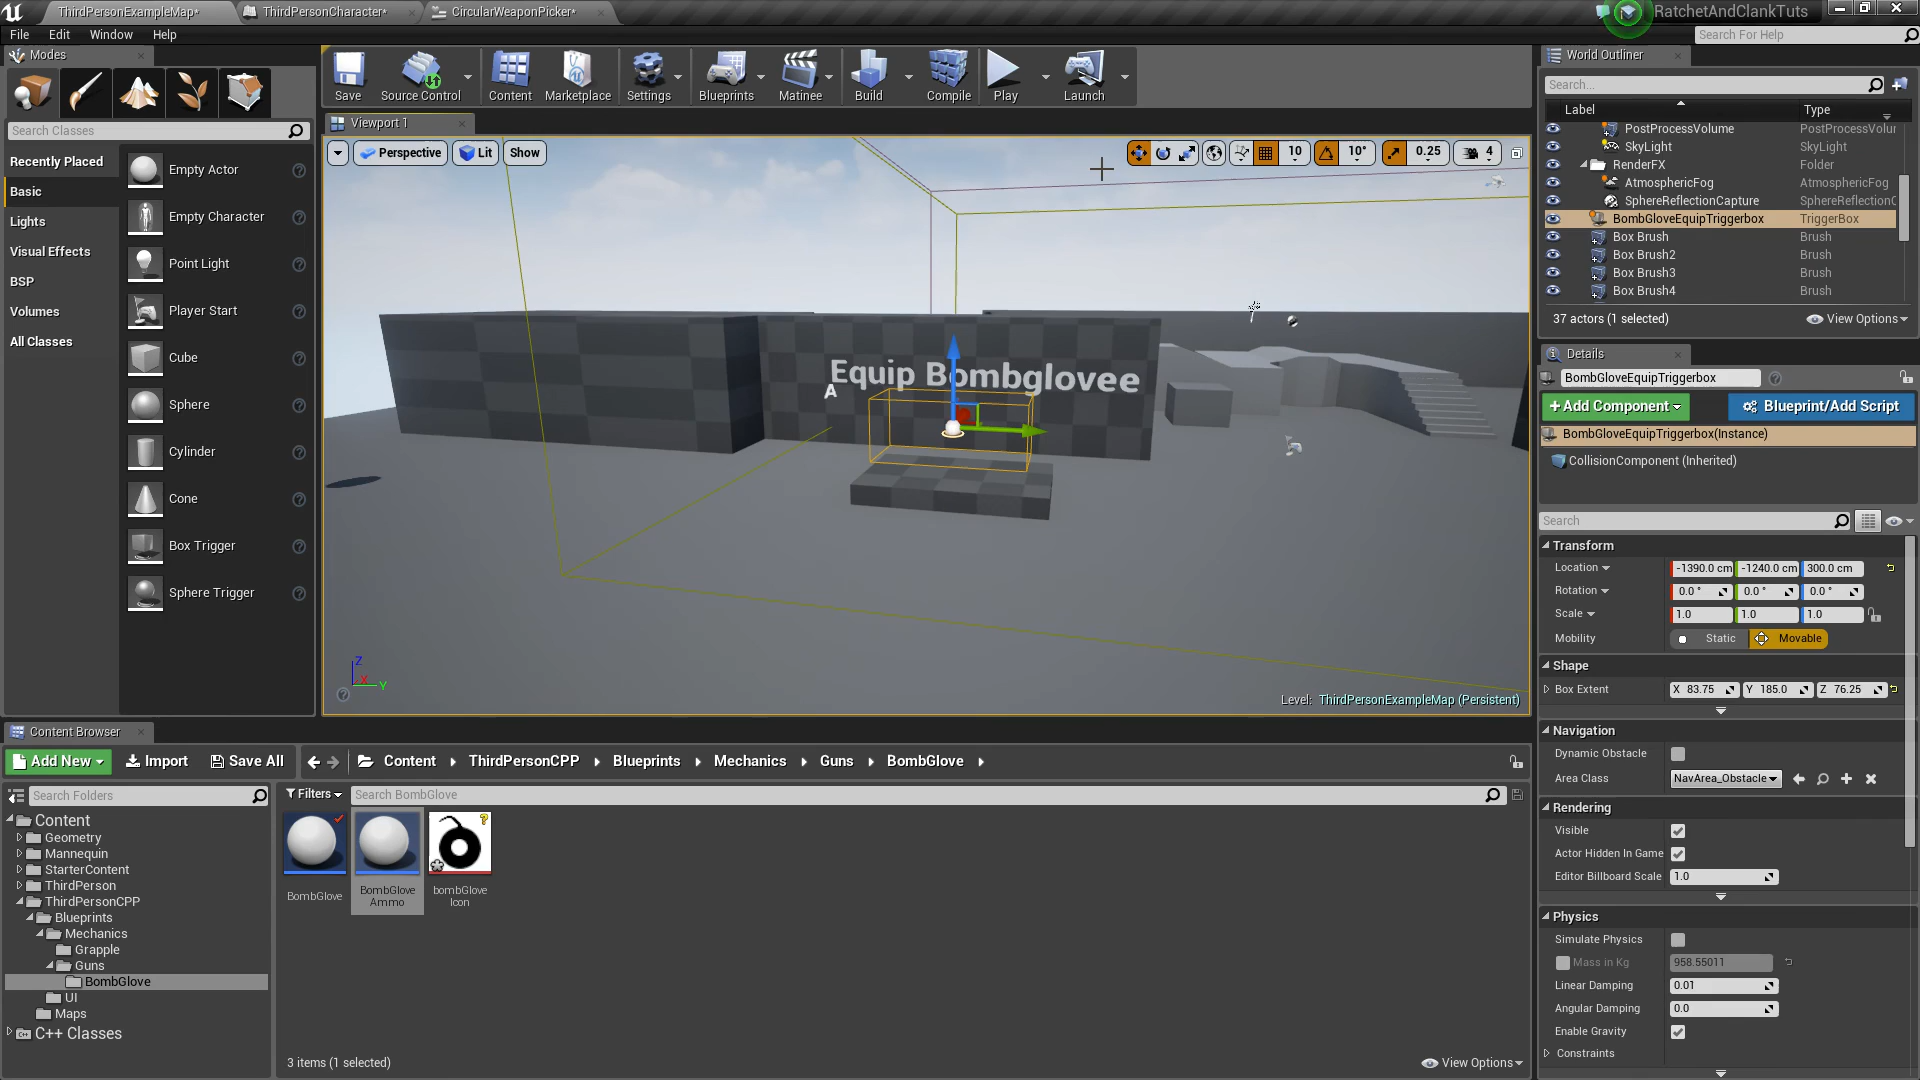 ThirdPersonExampleMap*
ThirdPersonCharacter*
CircularWeaponPicker*
RatchetAndClankTuts
File
Edit
Window
Help
Search For Help
Modes
Search Classes
Recently Placed
Basic
Lights
Visual Effects
BSP
Volumes
All Classes
Empty Actor
Empty Character
Point Light
Player Start
Cube
Sphere
Cylinder
Cone
Box Trigger
Sphere Trigger
Save
Source Control
Content
Marketplace
Settings
Blueprints
Matinee
Build
Compile
Play
Launch
Viewport 1
Perspective
Lit
Show
10
10°
0.25
4
Equip Bombglovee
A
Z
X
Y
Level: ThirdPersonExampleMap (Persistent)
World Outliner
Search...
Label
Type
PostProcessVolume
PostProcessVolur
SkyLight
SkyLight
RenderFX
Folder
AtmosphericFog
AtmosphericFog
SphereReflectionCapture
SphereReflectionC
BombGloveEquipTriggerbox
TriggerBox
Box Brush
Brush
Box Brush2
Brush
Box Brush3
Brush
Box Brush4
Brush
37 actors (1 selected)
View Options
Details
BombGloveEquipTriggerbox
+Add Component
Blueprint/Add Script
BombGloveEquipTriggerbox(Instance)
CollisionComponent (Inherited)
Search
Transform
Location
-1390.0 cm
-1240.0 cm
300.0 cm
Rotation
0.0 °
0.0 °
0.0 °
Scale
1.0
1.0
1.0
Mobility
Static
Movable
Shape
Box Extent
X 83.75
Y 185.0
Z 76.25
Navigation
Dynamic Obstacle
Area Class
NavArea_Obstacle
Rendering
Visible
Actor Hidden In Game
Editor Billboard Scale
1.0
Physics
Simulate Physics
Mass in Kg
958.55011
Linear Damping
0.01
Angular Damping
0.0
Enable Gravity
Constraints
Content Browser
Add New
Import
Save All
Content
ThirdPersonCPP
Blueprints
Mechanics
Guns
BombGlove
Search Folders
Filters
Search BombGlove
Content
Geometry
Mannequin
StarterContent
ThirdPerson
ThirdPersonCPP
Blueprints
Mechanics
Grapple
Guns
BombGlove
UI
Maps
C++ Classes
BombGlove
BombGlove
Ammo
bombGlove
Icon
3 items (1 selected)
View Options